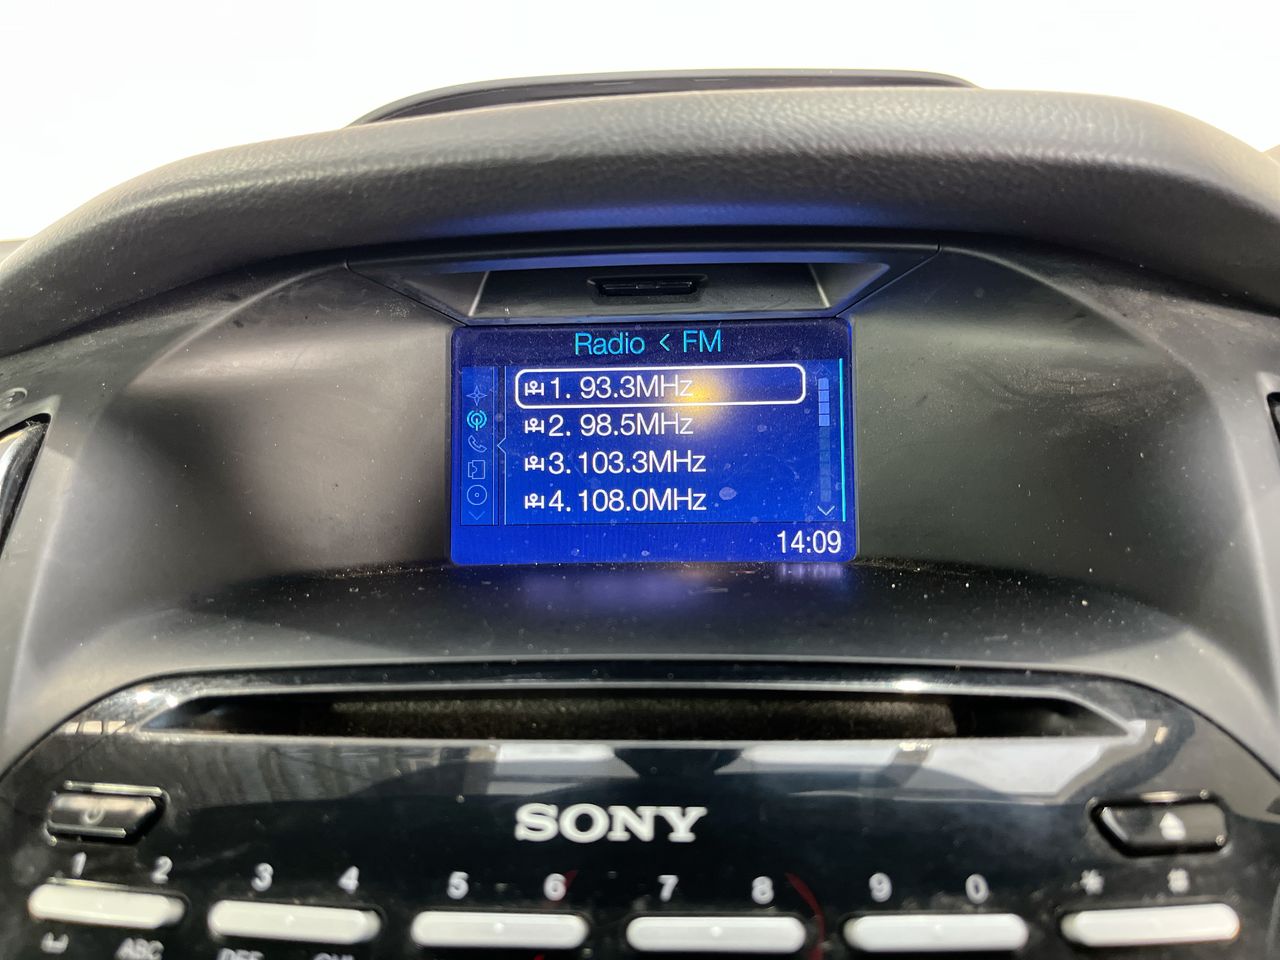 Radio < FM
1. 93.3MHz
2. 98.5MHz
3. 103.3MHz
4. 108.0MHz
14:09
SONY
1 2 3 4 5 6 7 8 9 0 * #
ABC